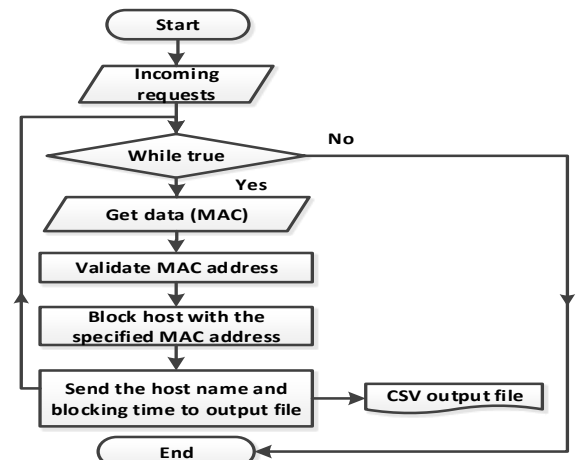 Start
Incoming
requests
While true
No
Yes
Get data (MAC)
Validate MAC address
Block host with the
specified MAC address
Send the host name and
blocking time to output file
CSV output file
End